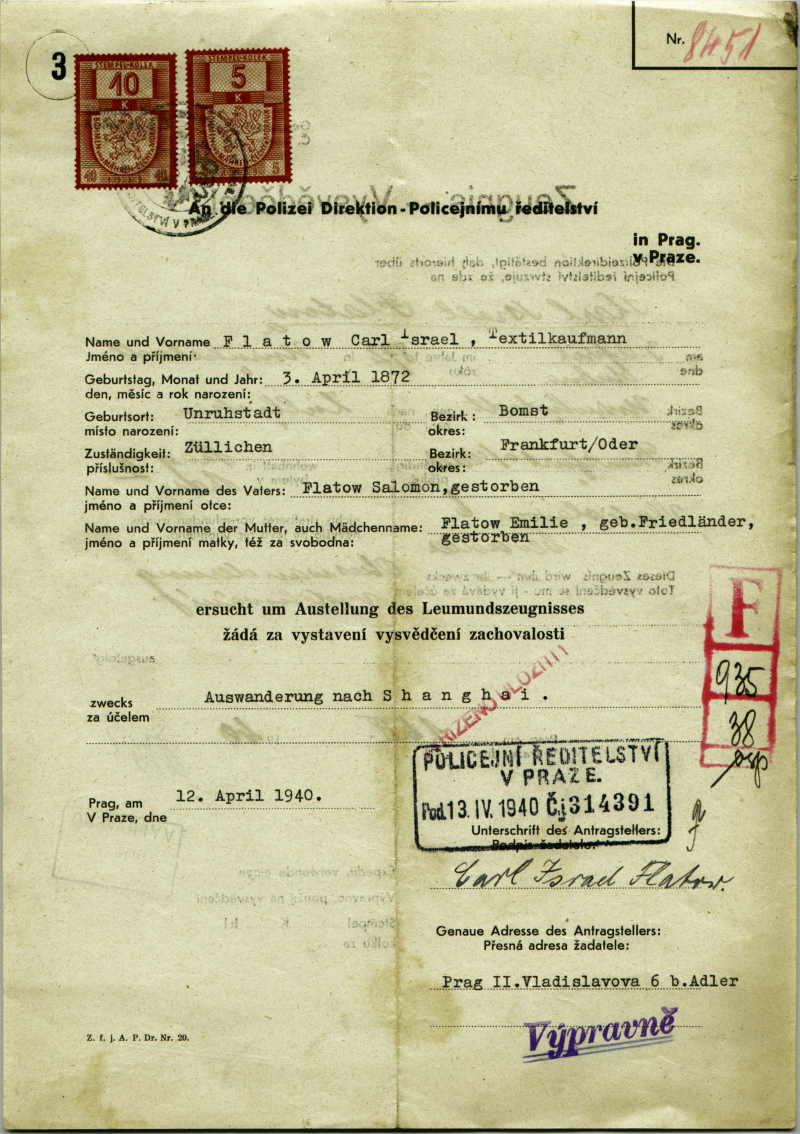 Nr. 8451
3
STEMPEL-KOLEK
10
K
STEMPEL-KOLEK
5
K
An die Polizei Direktion - Policejnímu ředitelství
in Prag.
v Praze.
Name und Vorname F l a t o w Carl Israel , Textilkaufmann
Jméno a příjmení:
Geburtstag, Monat und Jahr: 3. April 1872
den, měsíc a rok narození:
Geburtsort: Unruhstadt Bezirk: Bomst
místo narození: okres:
Zuständigkeit: Züllichen Bezirk: Frankfurt/Oder
příslušnost: okres:
Name und Vorname des Vaters: Flatow Salomon,gestorben
jméno a příjmení otce:
Name und Vorname der Mutter, auch Mädchenname: Flatow Emilie , geb.Friedländer,
jméno a příjmení matky, též za svobodna: gestorben
ersucht um Austellung des Leumundszeugnisses
žádá za vystavení vysvědčení zachovalosti
F
935
38
zwecks Auswanderung nach S h a n g h a i .
za účelem
POLICEJNÍ ŘEDITELSTVÍ
V PRAZE.
Pod. 13. IV. 1940 Č.j. 314391
Prag, am 12. April 1940.
V Praze, dne
Unterschrift des Antragstellers:
Podpis žadatele:
Carl Israel Flatow.
Genaue Adresse des Antragstellers:
Přesná adresa žadatele:
Prag II.Vladislavova 6 b.Adler
Výpravně
Z. f. j. A. P. Dr. Nr. 20.